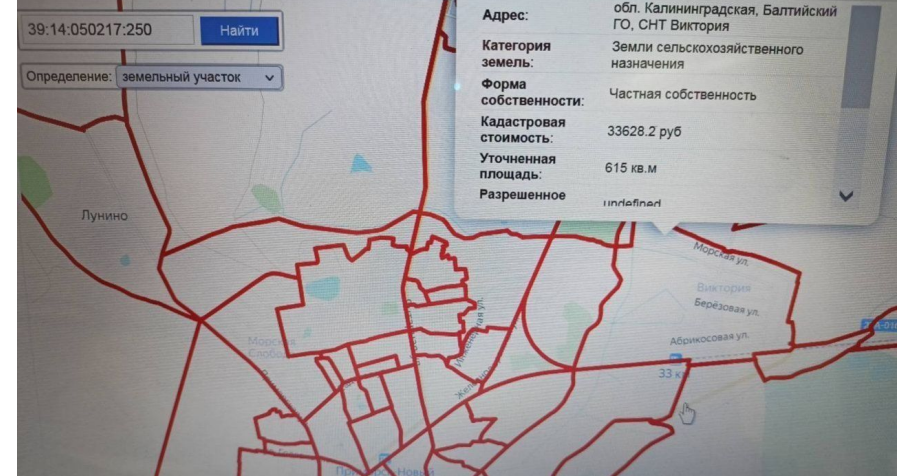 39:14:050217:250
Найти
Определение: земельный участок
Адрес:
обл. Калининградская, Балтийский
ГО, СНТ Виктория
Категория
земель:
Земли сельскохозяйственного
назначения
Форма
собственности:
Частная собственность
Кадастровая
стоимость:
33628.2 руб
Уточненная
площадь:
615 кв.м
Разрешенное
undefined
Лунино
Морская ул.
Виктория
Берёзовая ул.
Абрикосовая ул.
33 к
Морская